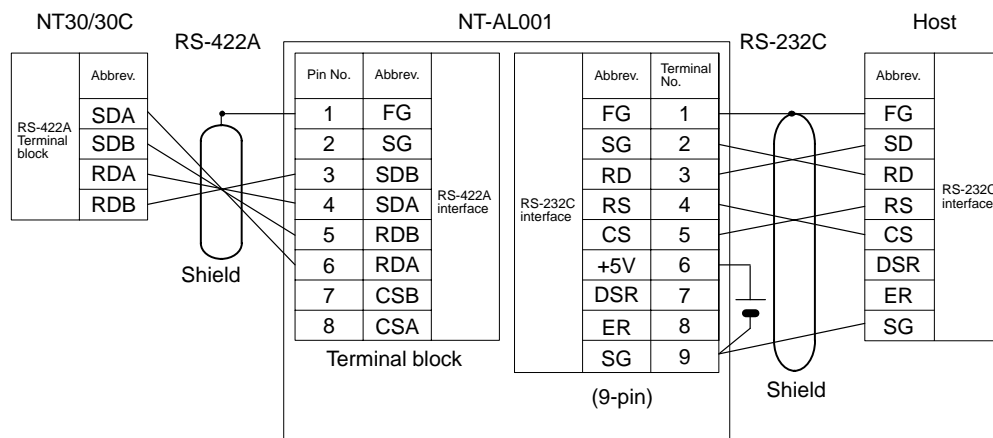 NT30/30C
NT-AL001
Host
RS-422A
RS-232C
Abbrev.
Pin No. Abbrev.
Abbrev. Terminal No.
Abbrev.
RS-422A Terminal block
SDA
SDB
RDA
RDB
Shield
1 FG
2 SG
3 SDB
4 SDA
5 RDB
6 RDA
7 CSB
8 CSA
RS-422A interface
Terminal block
RS-232C interface
FG 1
SG 2
RD 3
RS 4
CS 5
+5V 6
DSR 7
ER 8
SG 9
(9-pin)
Shield
FG
SD
RD
RS
CS
DSR
ER
SG
RS-232C interface